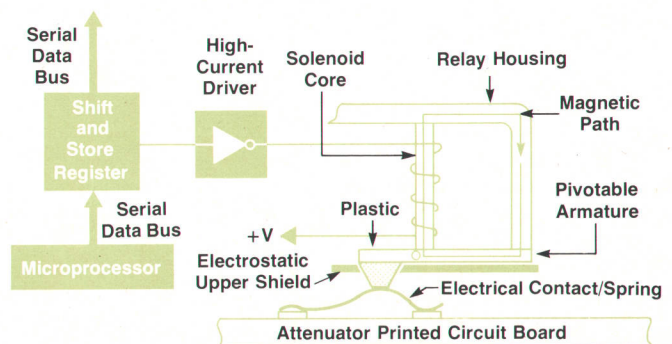 Serial
Data
Bus
High-
Current
Driver
Solenoid
Core
Relay Housing
Magnetic
Path
Shift
and
Store
Register
Serial
Data Bus
Microprocessor
+V
Plastic
Pivotable
Armature
Electrostatic
Upper Shield
Electrical Contact/Spring
Attenuator Printed Circuit Board